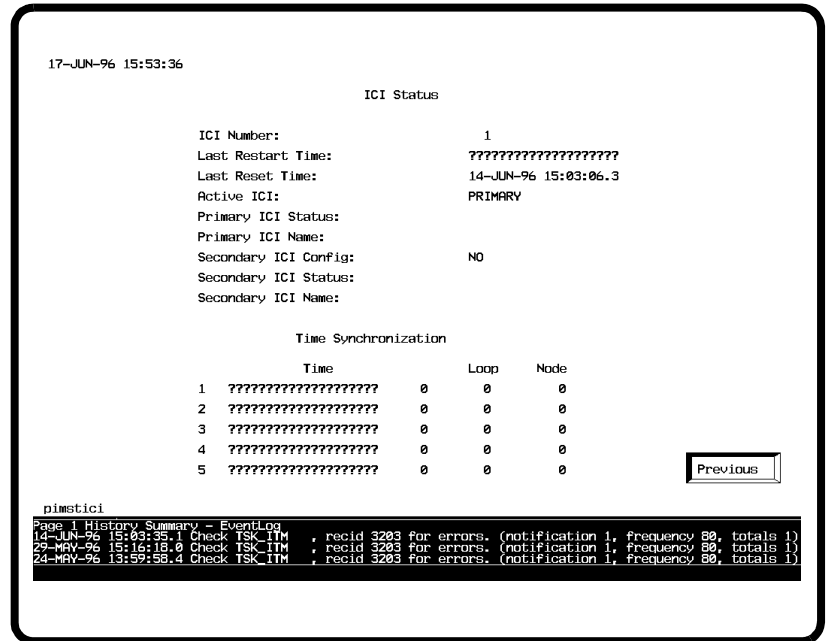 17-JUN-96 15:53:36
ICI Status
ICI Number: 1
Last Restart Time: ????????????????????
Last Reset Time: 14-JUN-96 15:03:06.3
Active ICI: PRIMARY
Primary ICI Status:
Primary ICI Name:
Secondary ICI Config: NO
Secondary ICI Status:
Secondary ICI Name:
Time Synchronization
Time Loop Node
1 ???????????????????? 0 0 0
2 ???????????????????? 0 0 0
3 ???????????????????? 0 0 0
4 ???????????????????? 0 0 0
5 ???????????????????? 0 0 0
Previous
pimstici
Page 1 History Summary - EventLog
14-JUN-96 15:03:35.1 Check TSK_ITM , recid 3203 for errors. (notification 1, frequency 80, totals 1)
29-MAY-96 15:16:18.0 Check TSK_ITM , recid 3203 for errors. (notification 1, frequency 80, totals 1)
24-MAY-96 13:59:58.4 Check TSK_ITM , recid 3203 for errors. (notification 1, frequency 80, totals 1)